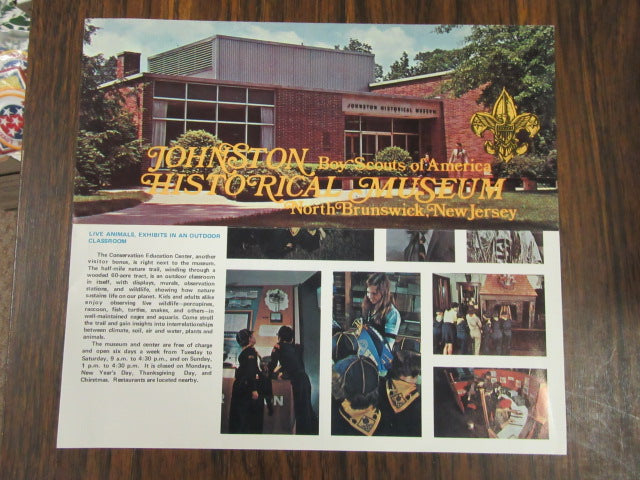 JOHNSTON HISTORICAL MUSEUM
JOHNSTON Boy Scouts of America
HISTORICAL MUSEUM
North Brunswick New Jersey
LIVE ANIMALS, EXHIBITS IN AN OUTDOOR
CLASSROOM
The Conservation Education Center, another
visitor bonus, is right next to the museum.
The half-mile nature trail, winding through a
wooded 60-acre tract, is an outdoor classroom
in itself, with displays, murals, observation
stations, and wildlife, showing how nature
sustains life on our planet. Kids and adults alike
enjoy observing live wildlife—porcupines,
raccoon, fish, turtles, snakes, and others—in
well-maintained cages and aquaria. Come stroll
the trail and gain insights into interrelationships
between climate, soil, air and water, plants and
animals.
The museum and center are free of charge
and open six days a week from Tuesday to
Saturday, 9 a.m. to 4:30 p.m., and on Sunday,
1 p.m. to 4:30 p.m. It is closed on Mondays,
New Year's Day, Thanksgiving Day, and
Christmas. Restaurants are located nearby.